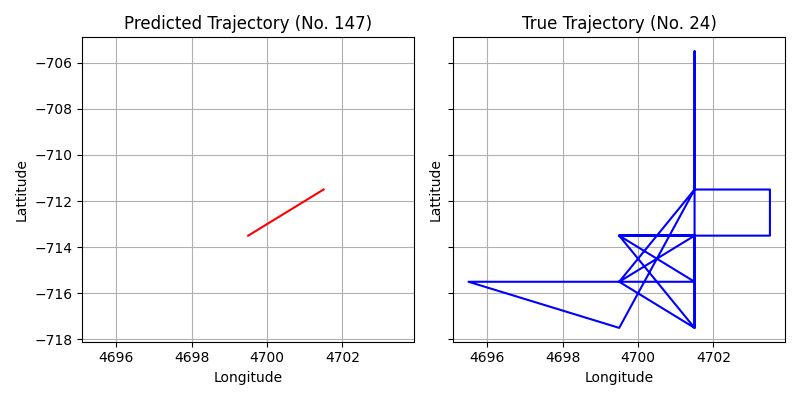 Predicted Trajectory (No. 147)
True Trajectory (No. 24)
−706
−708
−710
−712
−714
−716
−718
Lattitude
Lattitude
4696
4698
4700
4702
4696
4698
4700
4702
Longitude
Longitude